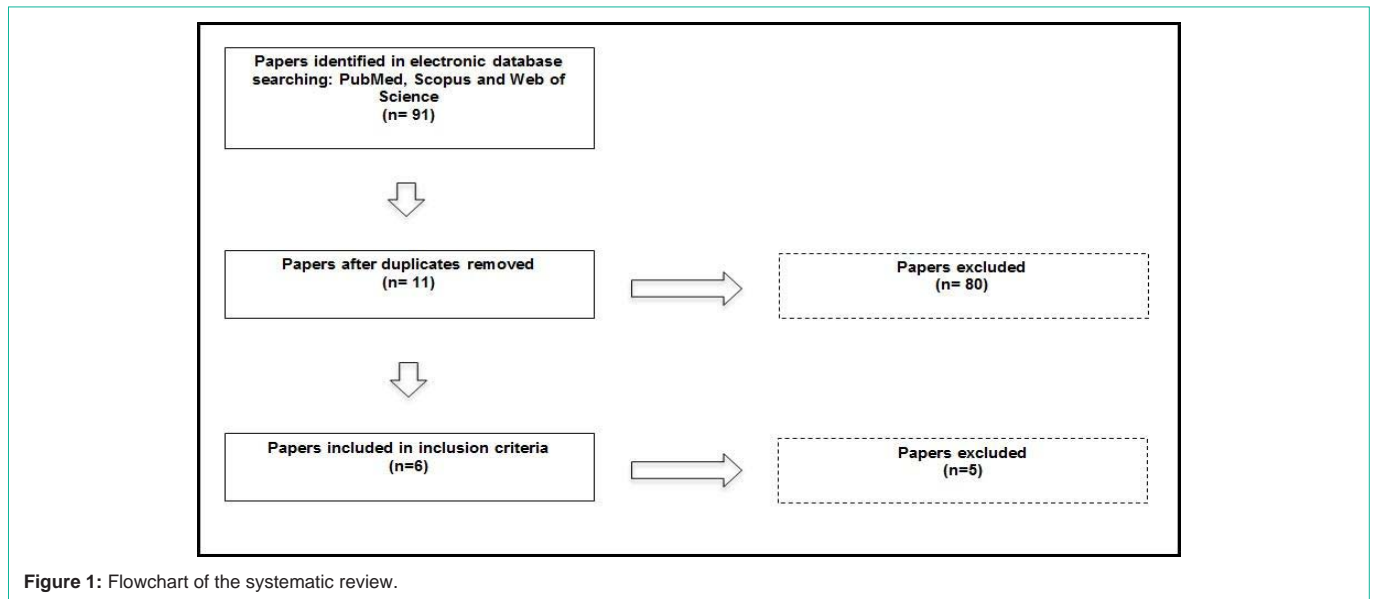 Papers identified in electronic database
searching: PubMed, Scopus and Web of
Science
(n= 91)
Papers after duplicates removed
(n= 11)
Papers excluded
(n= 80)
Papers included in inclusion criteria
(n=6)
Papers excluded
(n=5)
Figure 1: Flowchart of the systematic review.